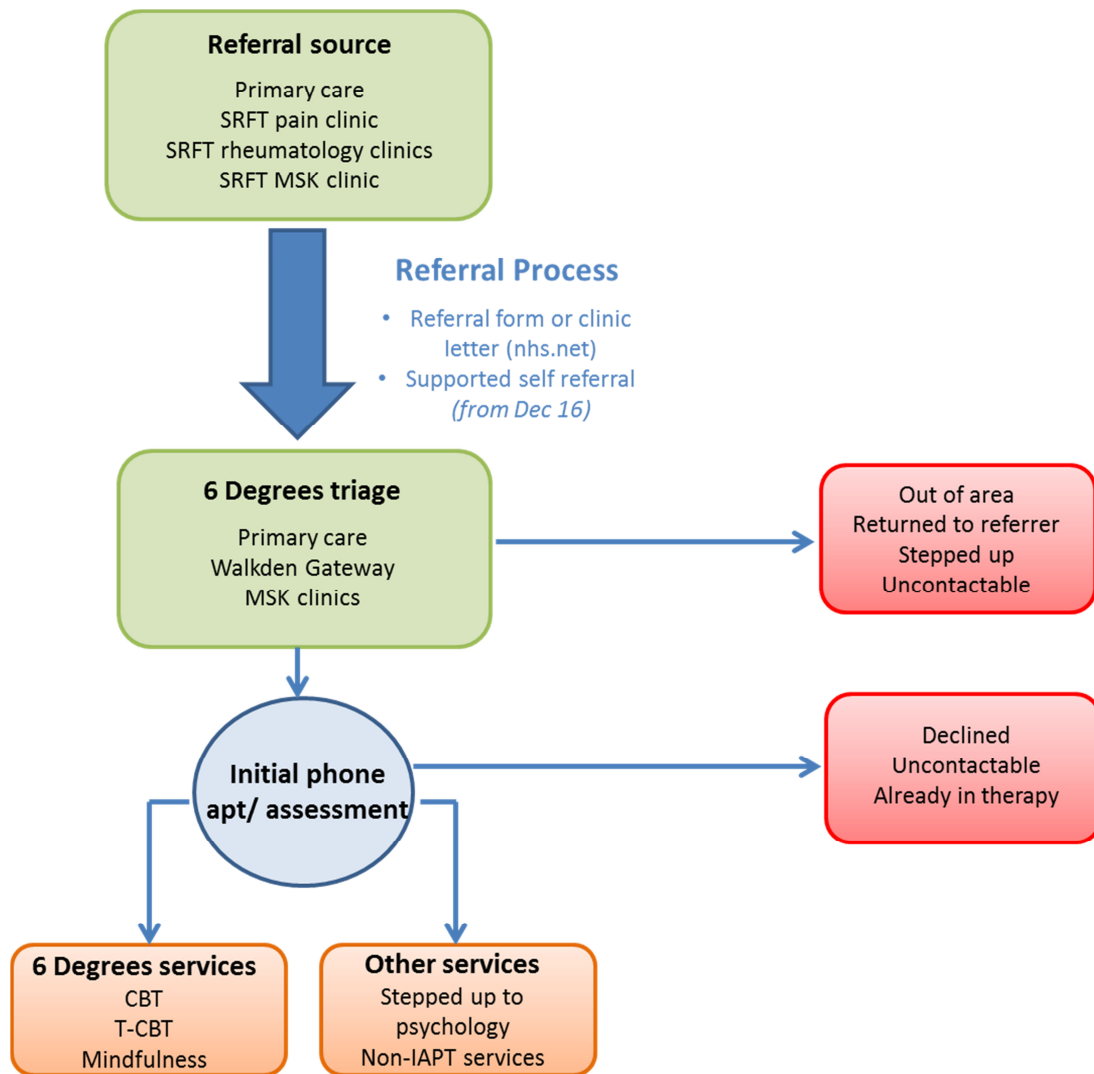 Referral source
Primary care
SRFT pain clinic
SRFT rheumatology clinics
SRFT MSK clinic
Referral Process
• Referral form or clinic
letter (nhs.net)
• Supported self referral
(from Dec 16)
6 Degrees triage
Primary care
Walkden Gateway
MSK clinics
Out of area
Returned to referrer
Stepped up
Uncontactable
Initial phone
apt/ assessment
Declined
Uncontactable
Already in therapy
6 Degrees services
CBT
T-CBT
Mindfulness
Other services
Stepped up to
psychology
Non-IAPT services